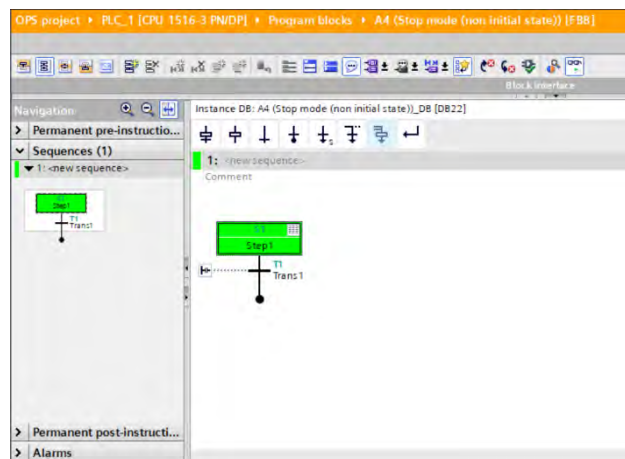 OPS project ▸ PLC_1 [CPU 1516-3 PN/DP] ▸ Program blocks ▸ A4 (Stop mode (non initial state)) [FB8]
Block interface
Navigation
Instance DB: A4 (Stop mode (non initial state))_DB [DB22]
Permanent pre-instructio...
Sequences (1)
1: <new sequence>
1: <new sequence>
Comment
S1
Step1
T1
Trans1
S1
Step1
T1
Trans1
Permanent post-instructi...
Alarms